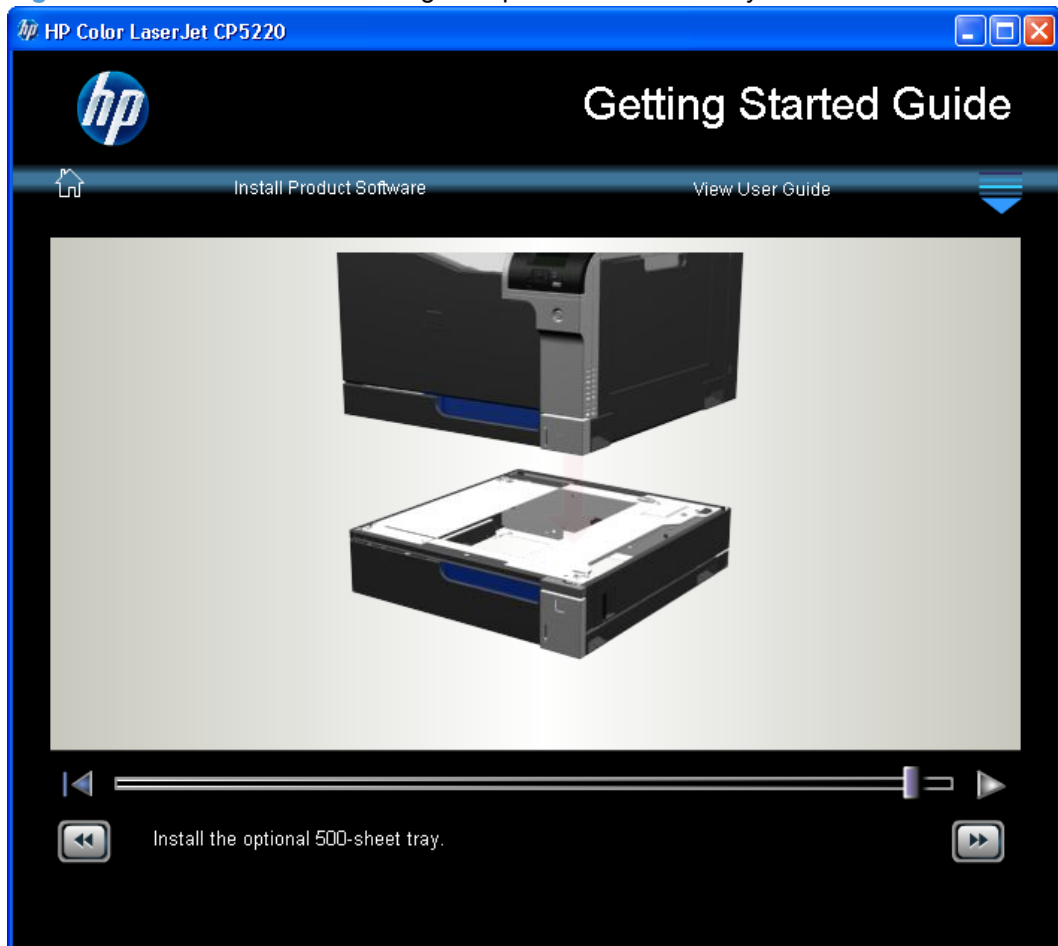 HP Color LaserJet CP5220
hp
Getting Started Guide
Install Product Software
View User Guide
Install the optional 500-sheet tray.